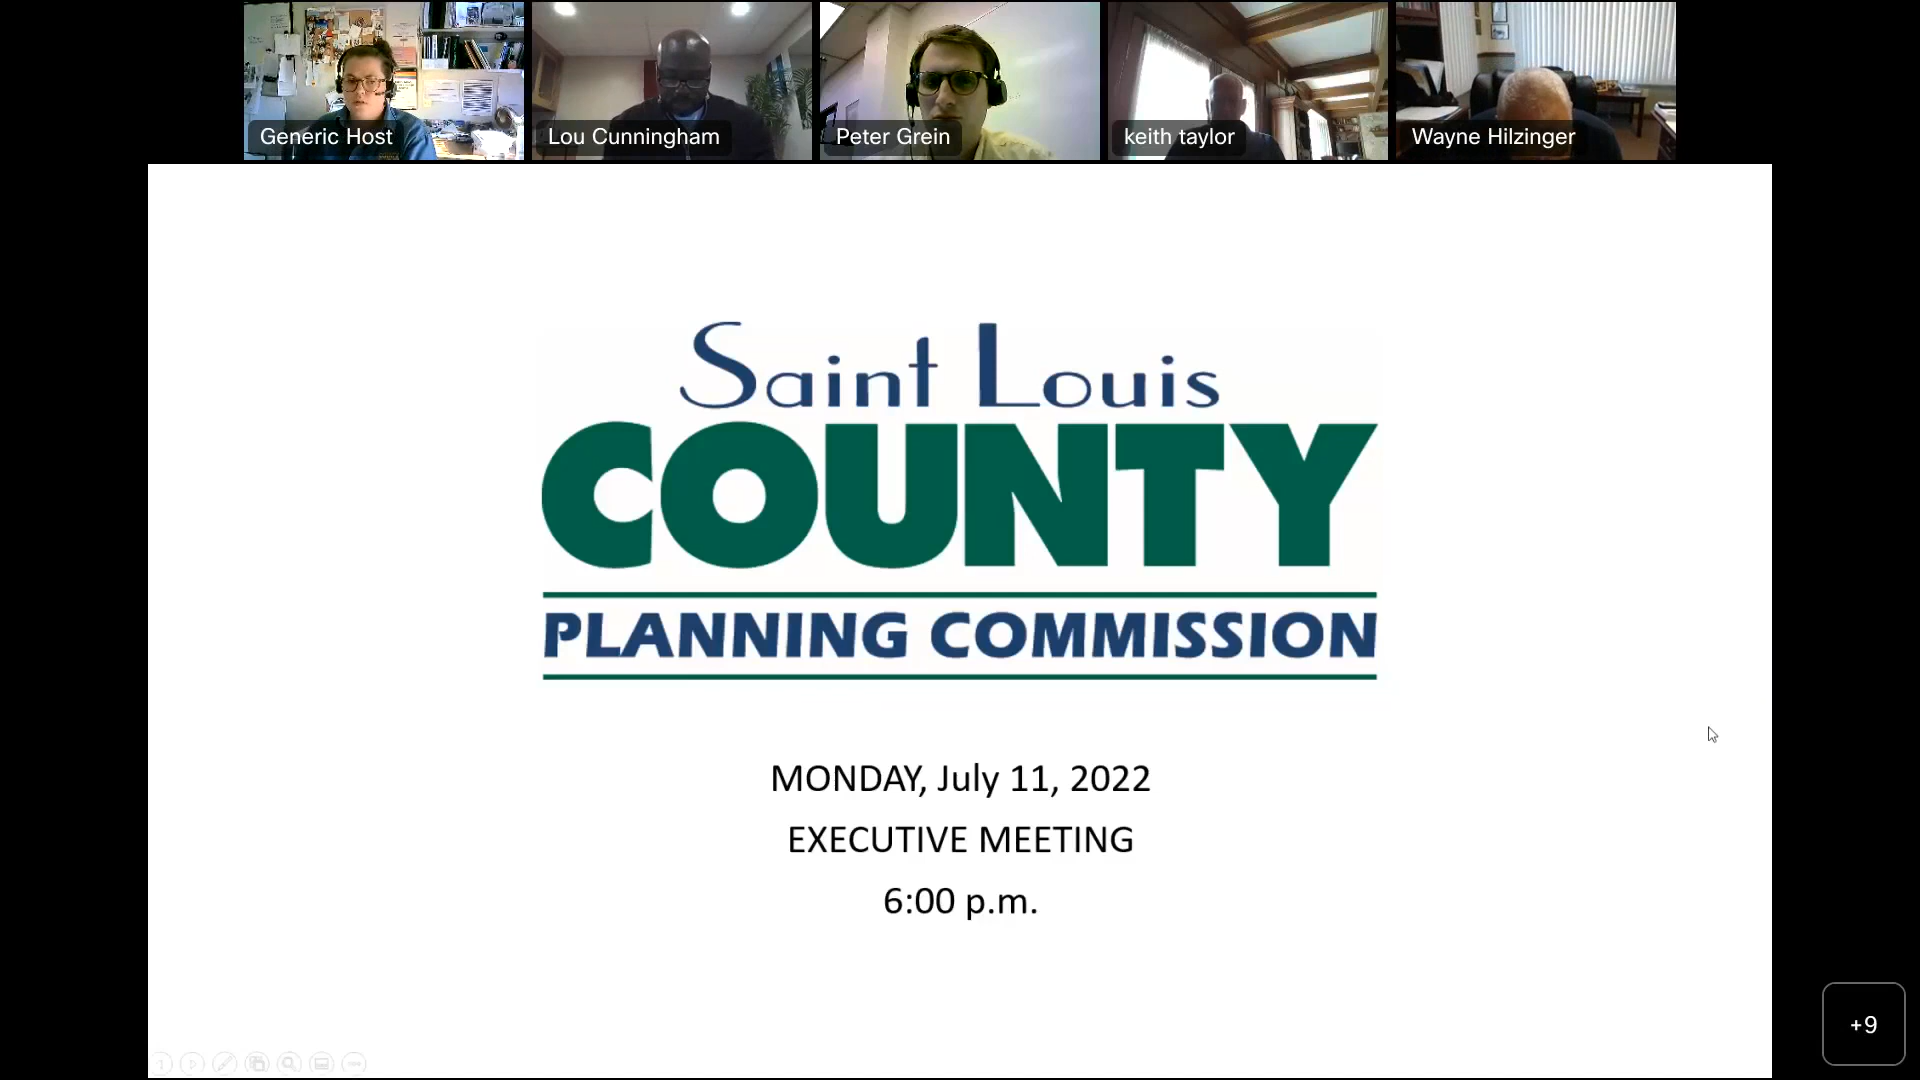 Generic Host
Lou Cunningham
Peter Grein
keith taylor
Wayne Hilzinger
Saint Louis
COUNTY
PLANNING COMMISSION
MONDAY, July 11, 2022
EXECUTIVE MEETING
6:00 p.m.
+9